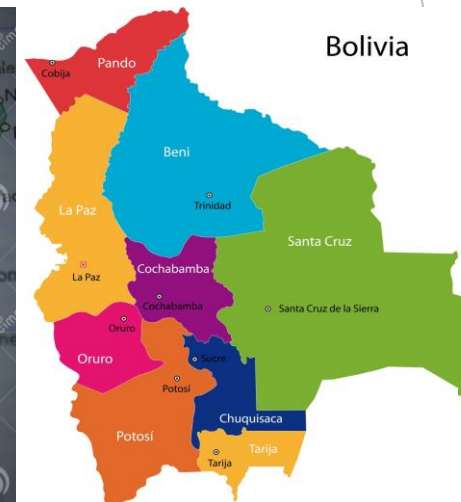 Bolivia
Pando
Cobija
Beni
Trinidad
La Paz
La Paz
Santa Cruz
Cochabamba
Cochabamba
Santa Cruz de la Sierra
Oruro
Oruro
Sucre
Potosí
Potosí
Chuquisaca
Tarija
Tarija